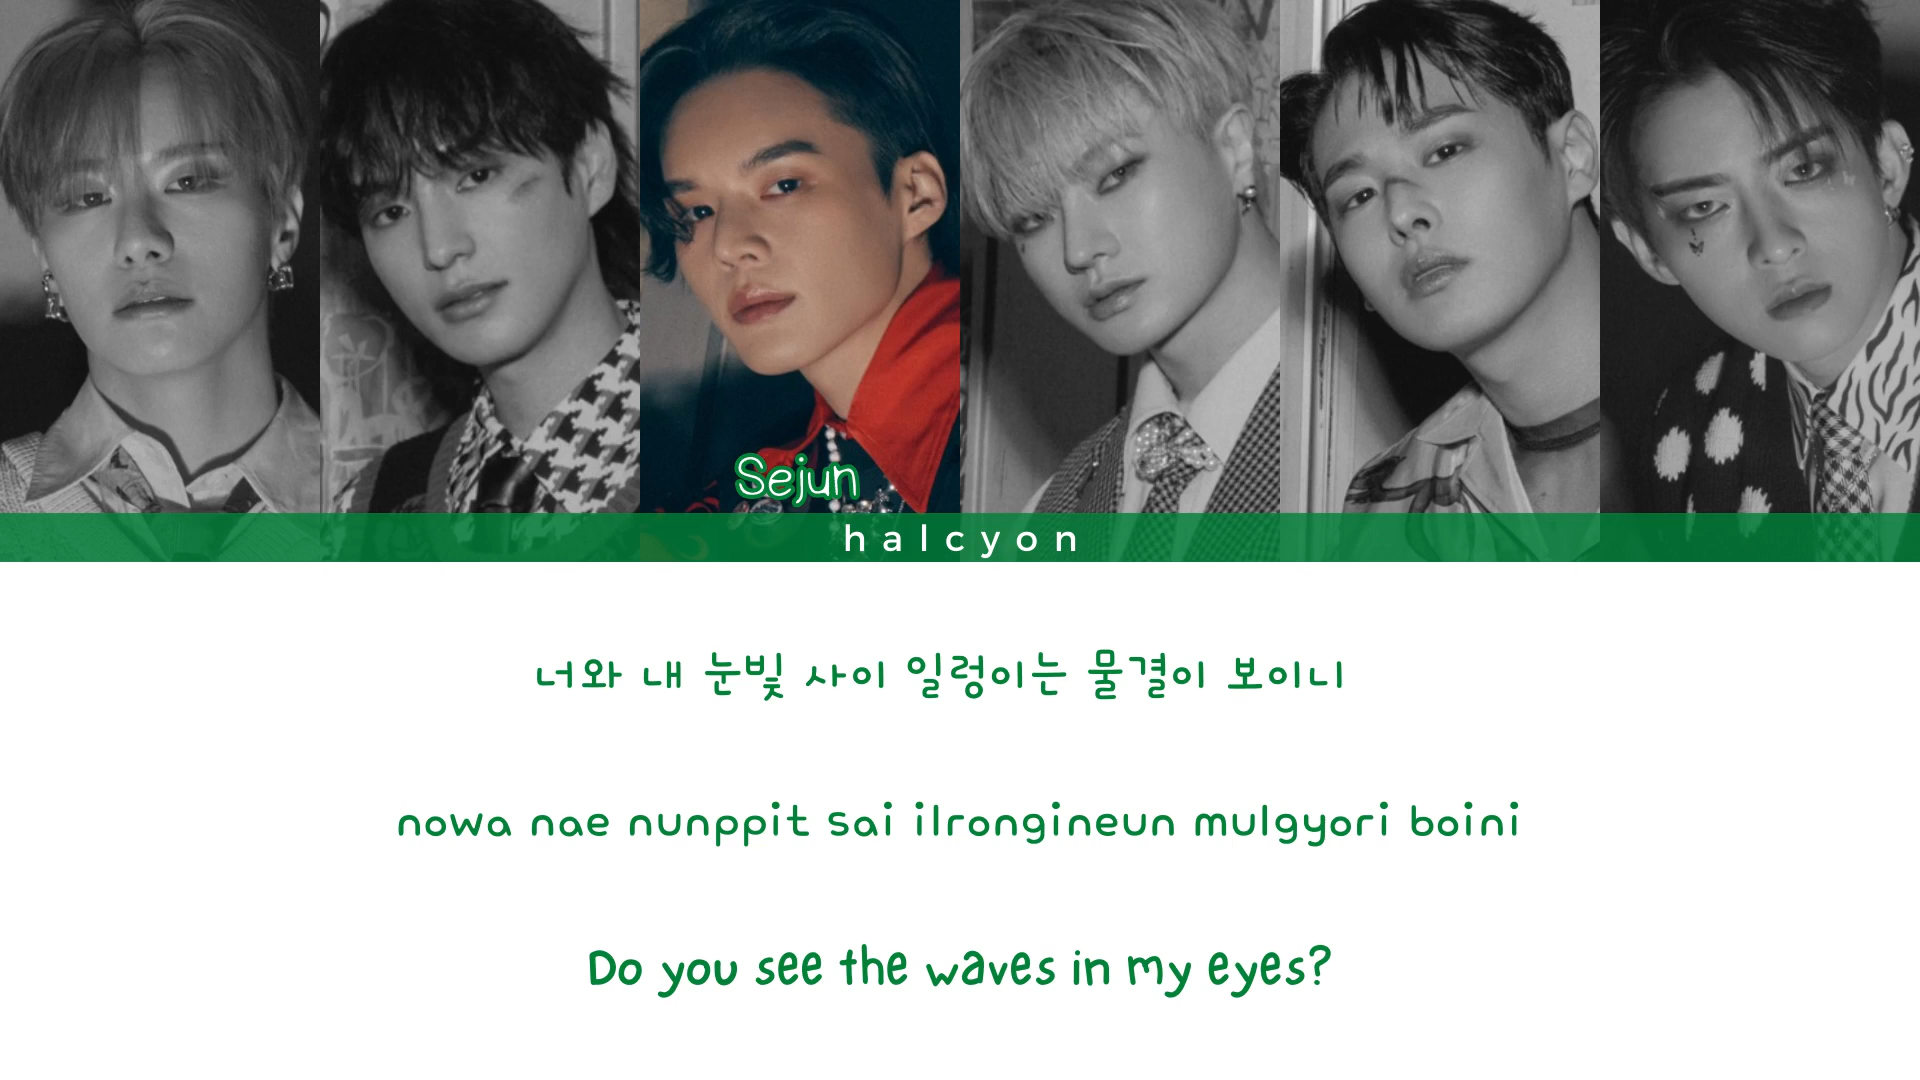 Sejun
halcyon
너와 내 눈빛 사이 일렁이는 물결이 보이니
nowa nae nunppit sai ilrongineun mulgyori boini
Do you see the waves in my eyes?